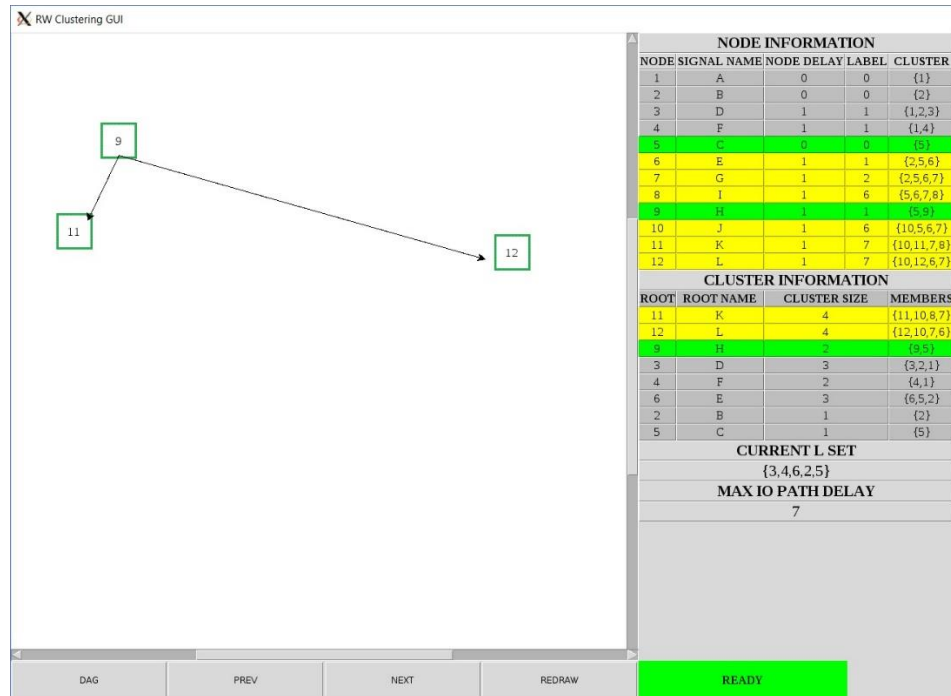 RW Clustering GUI
9
11
12
NODE INFORMATION
NODE SIGNAL NAME NODE DELAY LABEL CLUSTER
1 A 0 0 {1}
2 B 0 0 {2}
3 D 1 1 {1,2,3}
4 F 1 1 {1,4}
5 C 0 0 {5}
6 E 1 1 {2,5,6}
7 G 1 2 {2,5,6,7}
8 I 1 6 {5,6,7,8}
9 H 1 1 {5,9}
10 J 1 6 {10,5,6,7}
11 K 1 7 {10,11,7,8}
12 L 1 7 {10,12,6,7}
CLUSTER INFORMATION
ROOT ROOT NAME CLUSTER SIZE MEMBERS
11 K 4 {11,10,8,7}
12 L 4 {12,10,7,6}
9 H 2 {9,5}
3 D 3 {3,2,1}
4 F 2 {4,1}
6 E 3 {6,5,2}
2 B 1 {2}
5 C 1 {5}
CURRENT L SET
{3,4,6,2,5}
MAX IO PATH DELAY
7
DAG PREV NEXT REDRAW READY